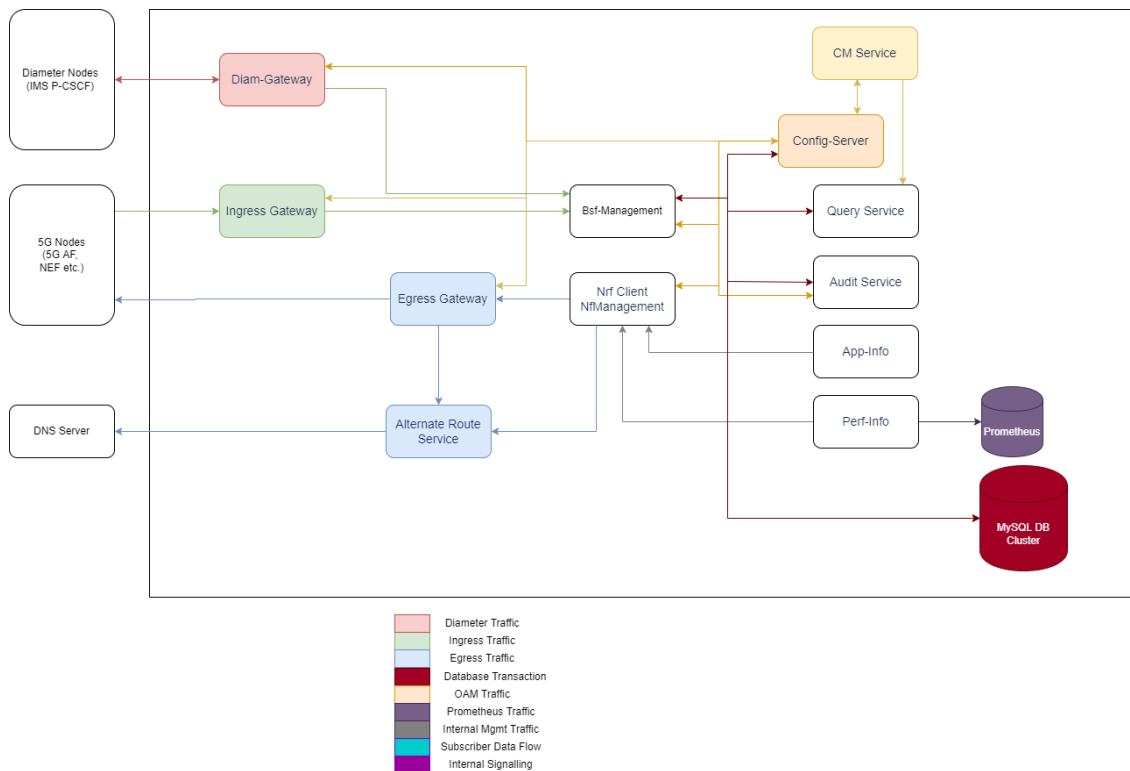 Diameter Nodes
(IMS P-CSCF)
Diam-Gateway
CM Service
Config-Server
5G Nodes
(5G AF,
NEF etc.)
Ingress Gateway
Bsf-Management
Query Service
Egress Gateway
Nrf Client
NfManagement
Audit Service
App-Info
DNS Server
Alternate Route
Service
Perf-Info
Prometheus
MySQL DB
Cluster
Diameter Traffic
Ingress Traffic
Egress Traffic
Database Transaction
OAM Traffic
Prometheus Traffic
Internal Mgmt Traffic
Subscriber Data Flow
Internal Signalling